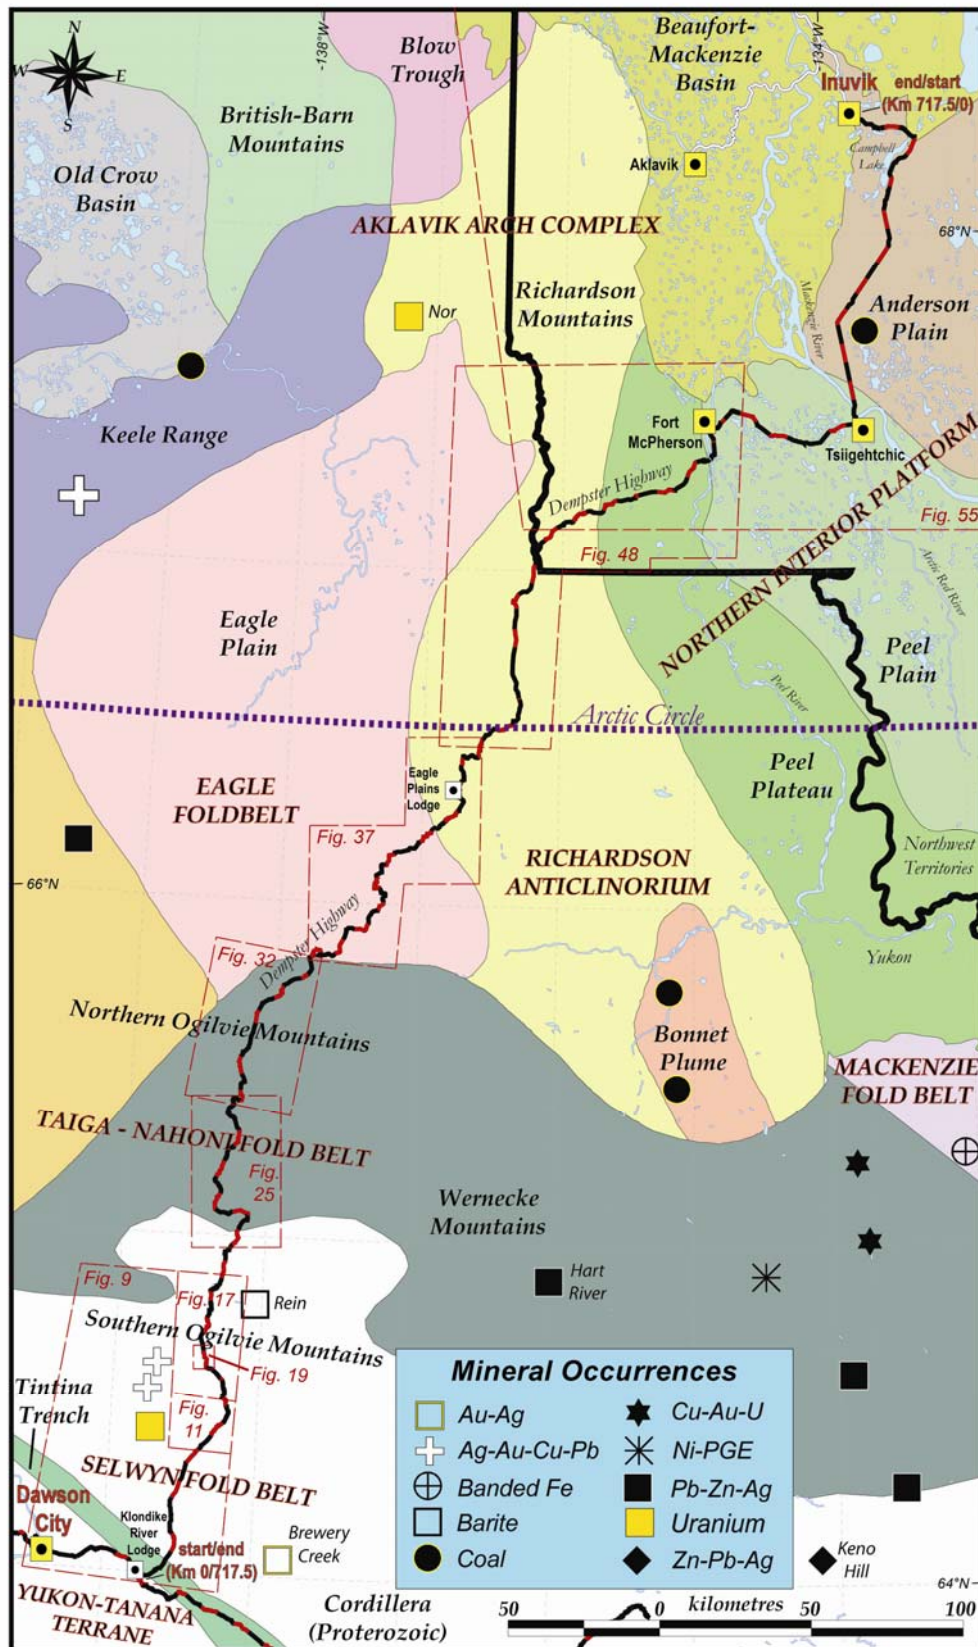 N
W
E
S
-138°W
-134°W
Blow
Trough
Beaufort-
Mackenzie
Basin
Inuvik
end/start
(Km 717.5/0)
British-Barn
Mountains
Campbell
Lake
Aklavik
Old Crow
Basin
AKLAVIK ARCH COMPLEX
68°N
Richardson
Mountains
Mackenzie River
Nor
Anderson
Plain
Keele Range
Fort
McPherson
Tsiigehtchic
Dempster Highway
Fig. 55
Fig. 48
NORTHERN INTERIOR PLATFORM
Arctic Red River
Eagle
Plain
Peel
Plain
Peel River
Arctic Circle
Eagle
Plains
Lodge
Peel
Plateau
EAGLE
FOLDBELT
Fig. 37
Northwest
Territories
RICHARDSON
ANTICLINORIUM
66°N
Dempster Highway
Fig. 32
Yukon
Northern Ogilvie Mountains
Bonnet
Plume
MACKENZIE
FOLD BELT
TAIGA - NAHONI FOLD BELT
Fig.
25
Wernecke
Mountains
Fig. 9
Fig. 17
Rein
Hart
River
Southern Ogilvie Mountains
Fig. 19
Tintina
Trench
Fig.
11
SELWYN FOLD BELT
Dawson
City
Klondike
River
Lodge
start/end
(Km 0/717.5)
Brewery
Creek
YUKON-TANANA
TERRANE
Cordillera
(Proterozoic)
Mineral Occurrences
Au-Ag
Ag-Au-Cu-Pb
Banded Fe
Barite
Coal
Cu-Au-U
Ni-PGE
Pb-Zn-Ag
Uranium
Zn-Pb-Ag
Keno
Hill
64°N
kilometres
50 0 50 100